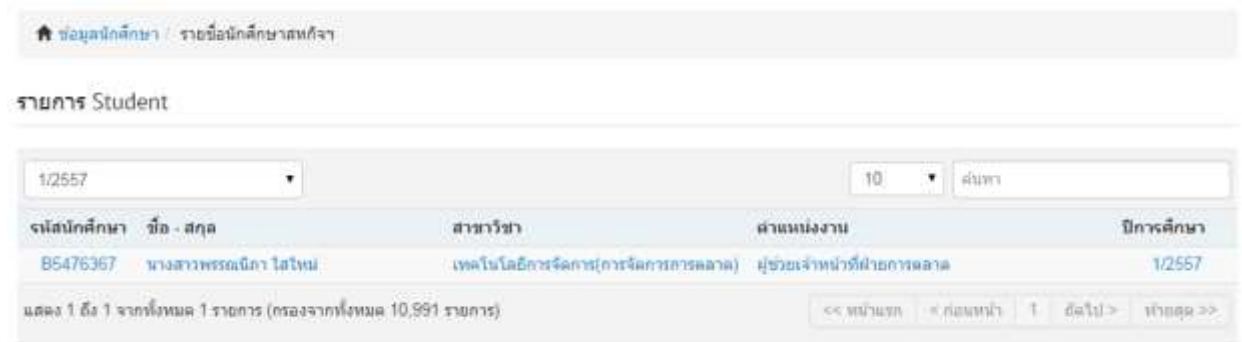 ข้อมูลนักศึกษา / รายชื่อนักศึกษาสหกิจฯ
รายการ Student
1/2557 10 ค้นหา
รหัสนักศึกษา ชื่อ - สกุล สาขาวิชา ตำแหน่งงาน ปีการศึกษา
B5476367 นางสาวพรรณนิกา ไสใหม่ เทคโนโลยีการจัดการ(การจัดการการตลาด) ผู้ช่วยเจ้าหน้าที่ฝ่ายการตลาด 1/2557
แสดง 1 ถึง 1 จากทั้งหมด 1 รายการ (กรองจากทั้งหมด 10,991 รายการ) << หน้าแรก < ก่อนหน้า 1 ถัดไป > ท้ายสุด >>